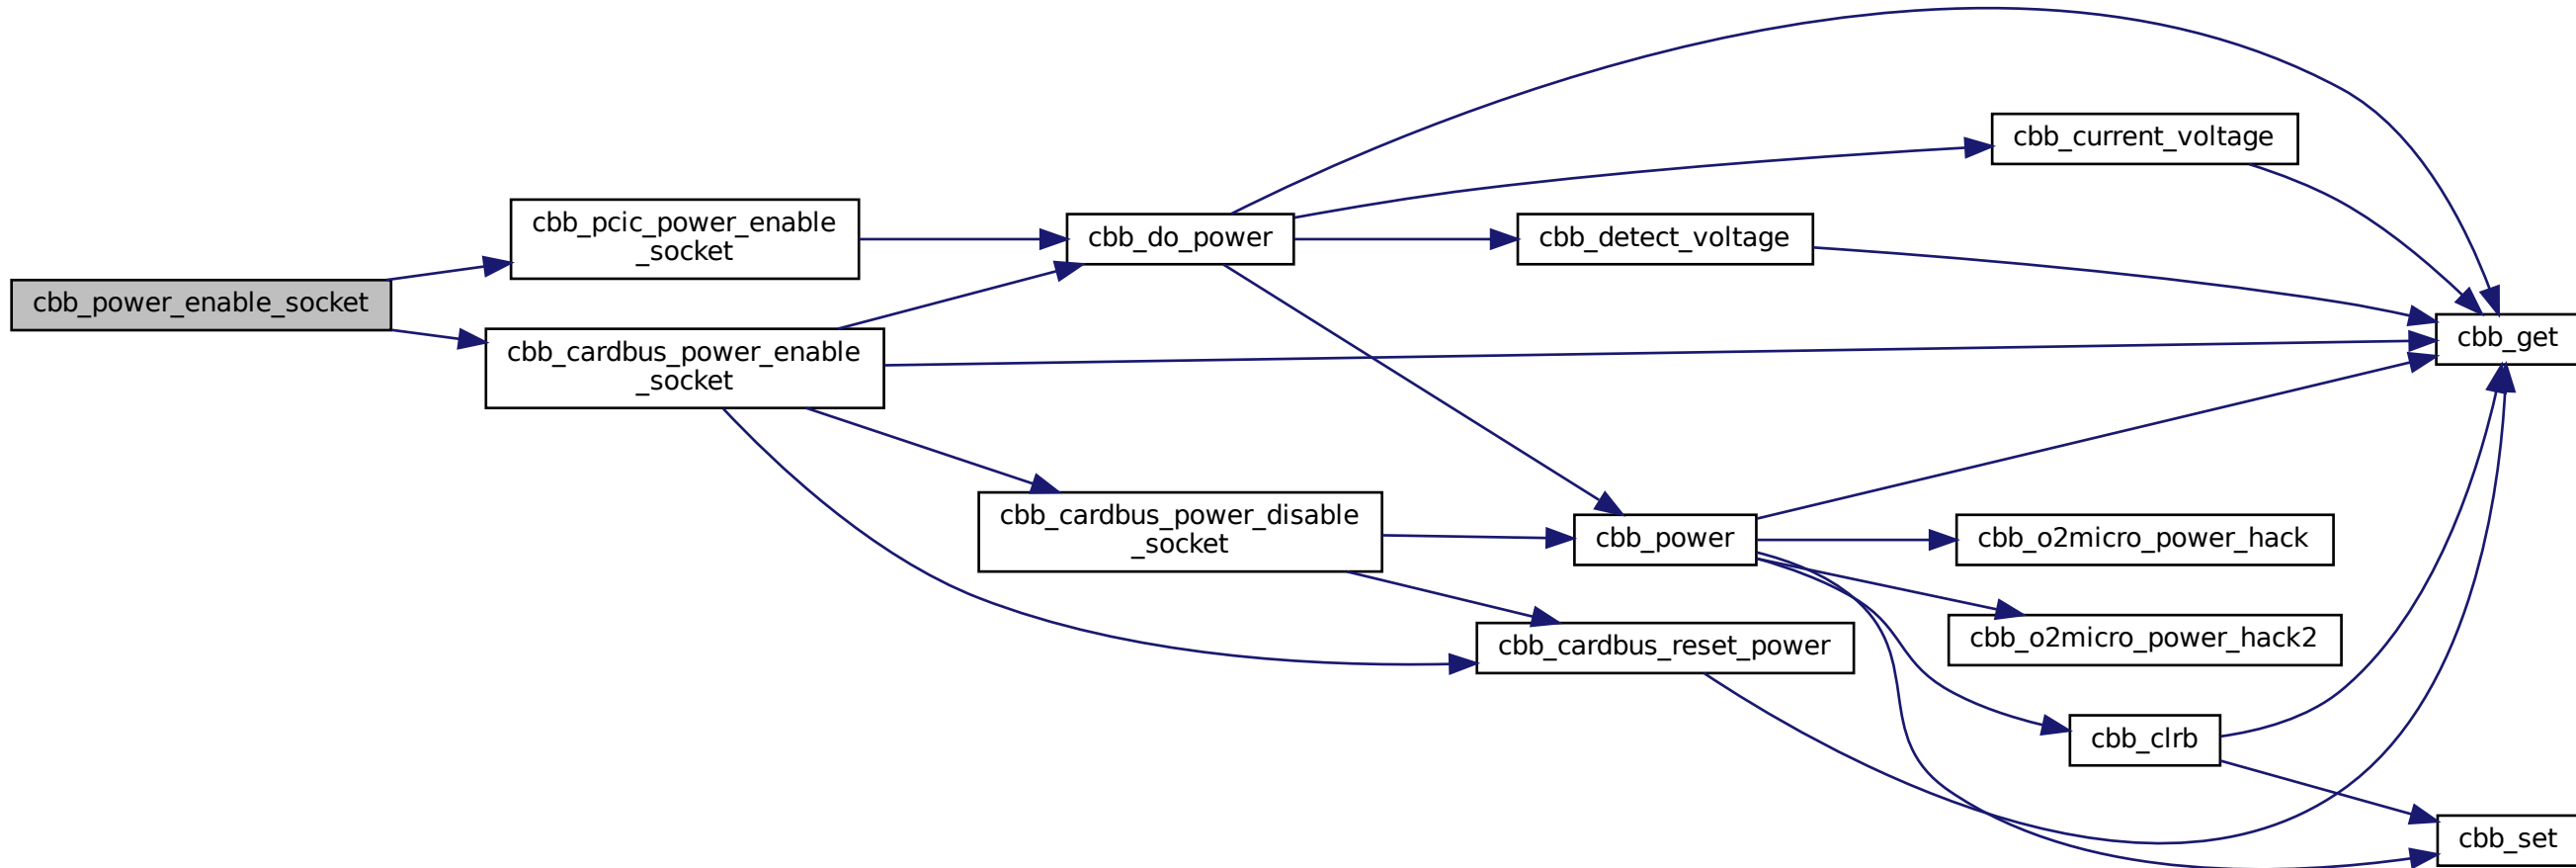 cbb_power_enable_socket
cbb_pcic_power_enable
_socket
cbb_cardbus_power_enable
_socket
cbb_do_power
cbb_cardbus_power_disable
_socket
cbb_current_voltage
cbb_detect_voltage
cbb_get
cbb_power
cbb_o2micro_power_hack
cbb_o2micro_power_hack2
cbb_cardbus_reset_power
cbb_clrb
cbb_set